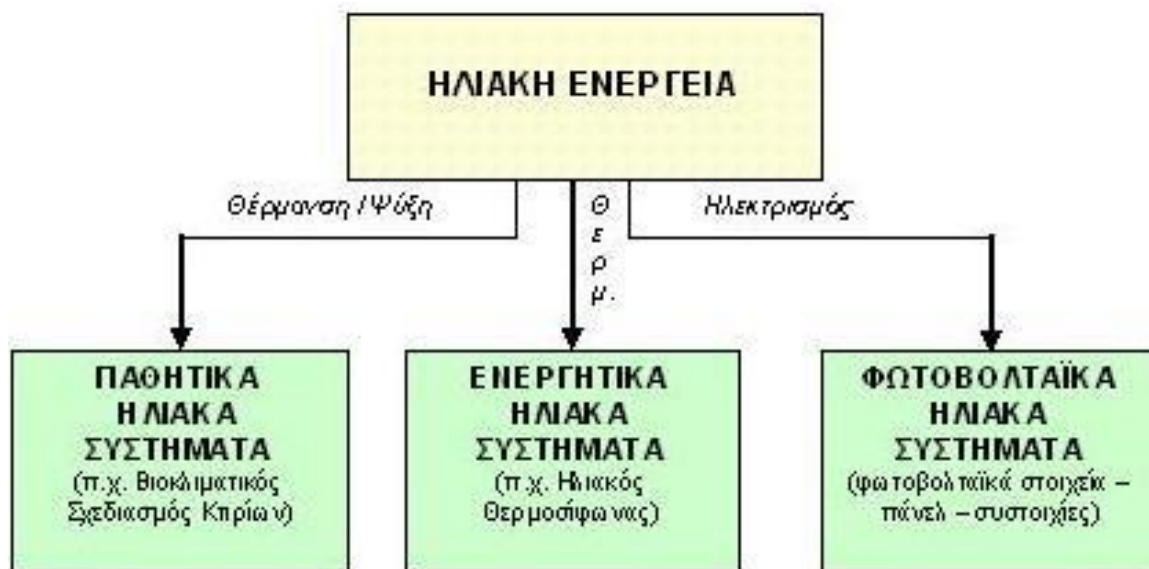 ΗΛΙΑΚΗ ΕΝΕΡΓΕΙΑ
Θέρμανση / Ψύξη
Θερμ.
Ηλεκτρισμός
ΠΑΘΗΤΙΚΑ
ΗΛΙΑΚΑ
ΣΥΣΤΗΜΑΤΑ
(π.χ. Βιοκλιματικός
Σχεδιασμός Κτιρίων)
ΕΝΕΡΓΗΤΙΚΑ
ΗΛΙΑΚΑ
ΣΥΣΤΗΜΑΤΑ
(π.χ. Ηλιακός
Θερμοσίφωνας)
ΦΩΤΟΒΟΛΤΑΪΚΑ
ΗΛΙΑΚΑ
ΣΥΣΤΗΜΑΤΑ
(φωτοβολταϊκά στοιχεία –
πάνελ – συστοιχίες)